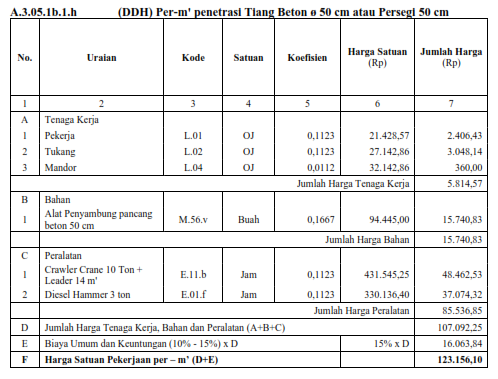 A.3.05.1b.1.h (DDH) Per-m' penetrasi Tiang Beton ø 50 cm atau Persegi 50 cm
No. Uraian Kode Satuan Koefisien Harga Satuan (Rp) Jumlah Harga (Rp)
1 2 3 4 5 6 7
A Tenaga Kerja
1 Pekerja L.01 OJ 0,1123 21.428,57 2.406,43
2 Tukang L.02 OJ 0,1123 27.142,86 3.048,14
3 Mandor L.04 OJ 0,0112 32.142,86 360,00
Jumlah Harga Tenaga Kerja 5.814,57
B Bahan
1 Alat Penyambung pancang beton 50 cm M.56.v Buah 0,1667 94.445,00 15.740,83
Jumlah Harga Bahan 15.740,83
C Peralatan
1 Crawler Crane 10 Ton + Leader 14 m' E.11.b Jam 0,1123 431.545,25 48.462,53
2 Diesel Hammer 3 ton E.01.f Jam 0,1123 330.136,40 37.074,32
Jumlah Harga Peralatan 85.536,85
D Jumlah Harga Tenaga Kerja, Bahan dan Peralatan (A+B+C) 107.092,25
E Biaya Umum dan Keuntungan (10% - 15%) x D 15% x D 16.063,84
F Harga Satuan Pekerjaan per – m' (D+E) 123.156,10